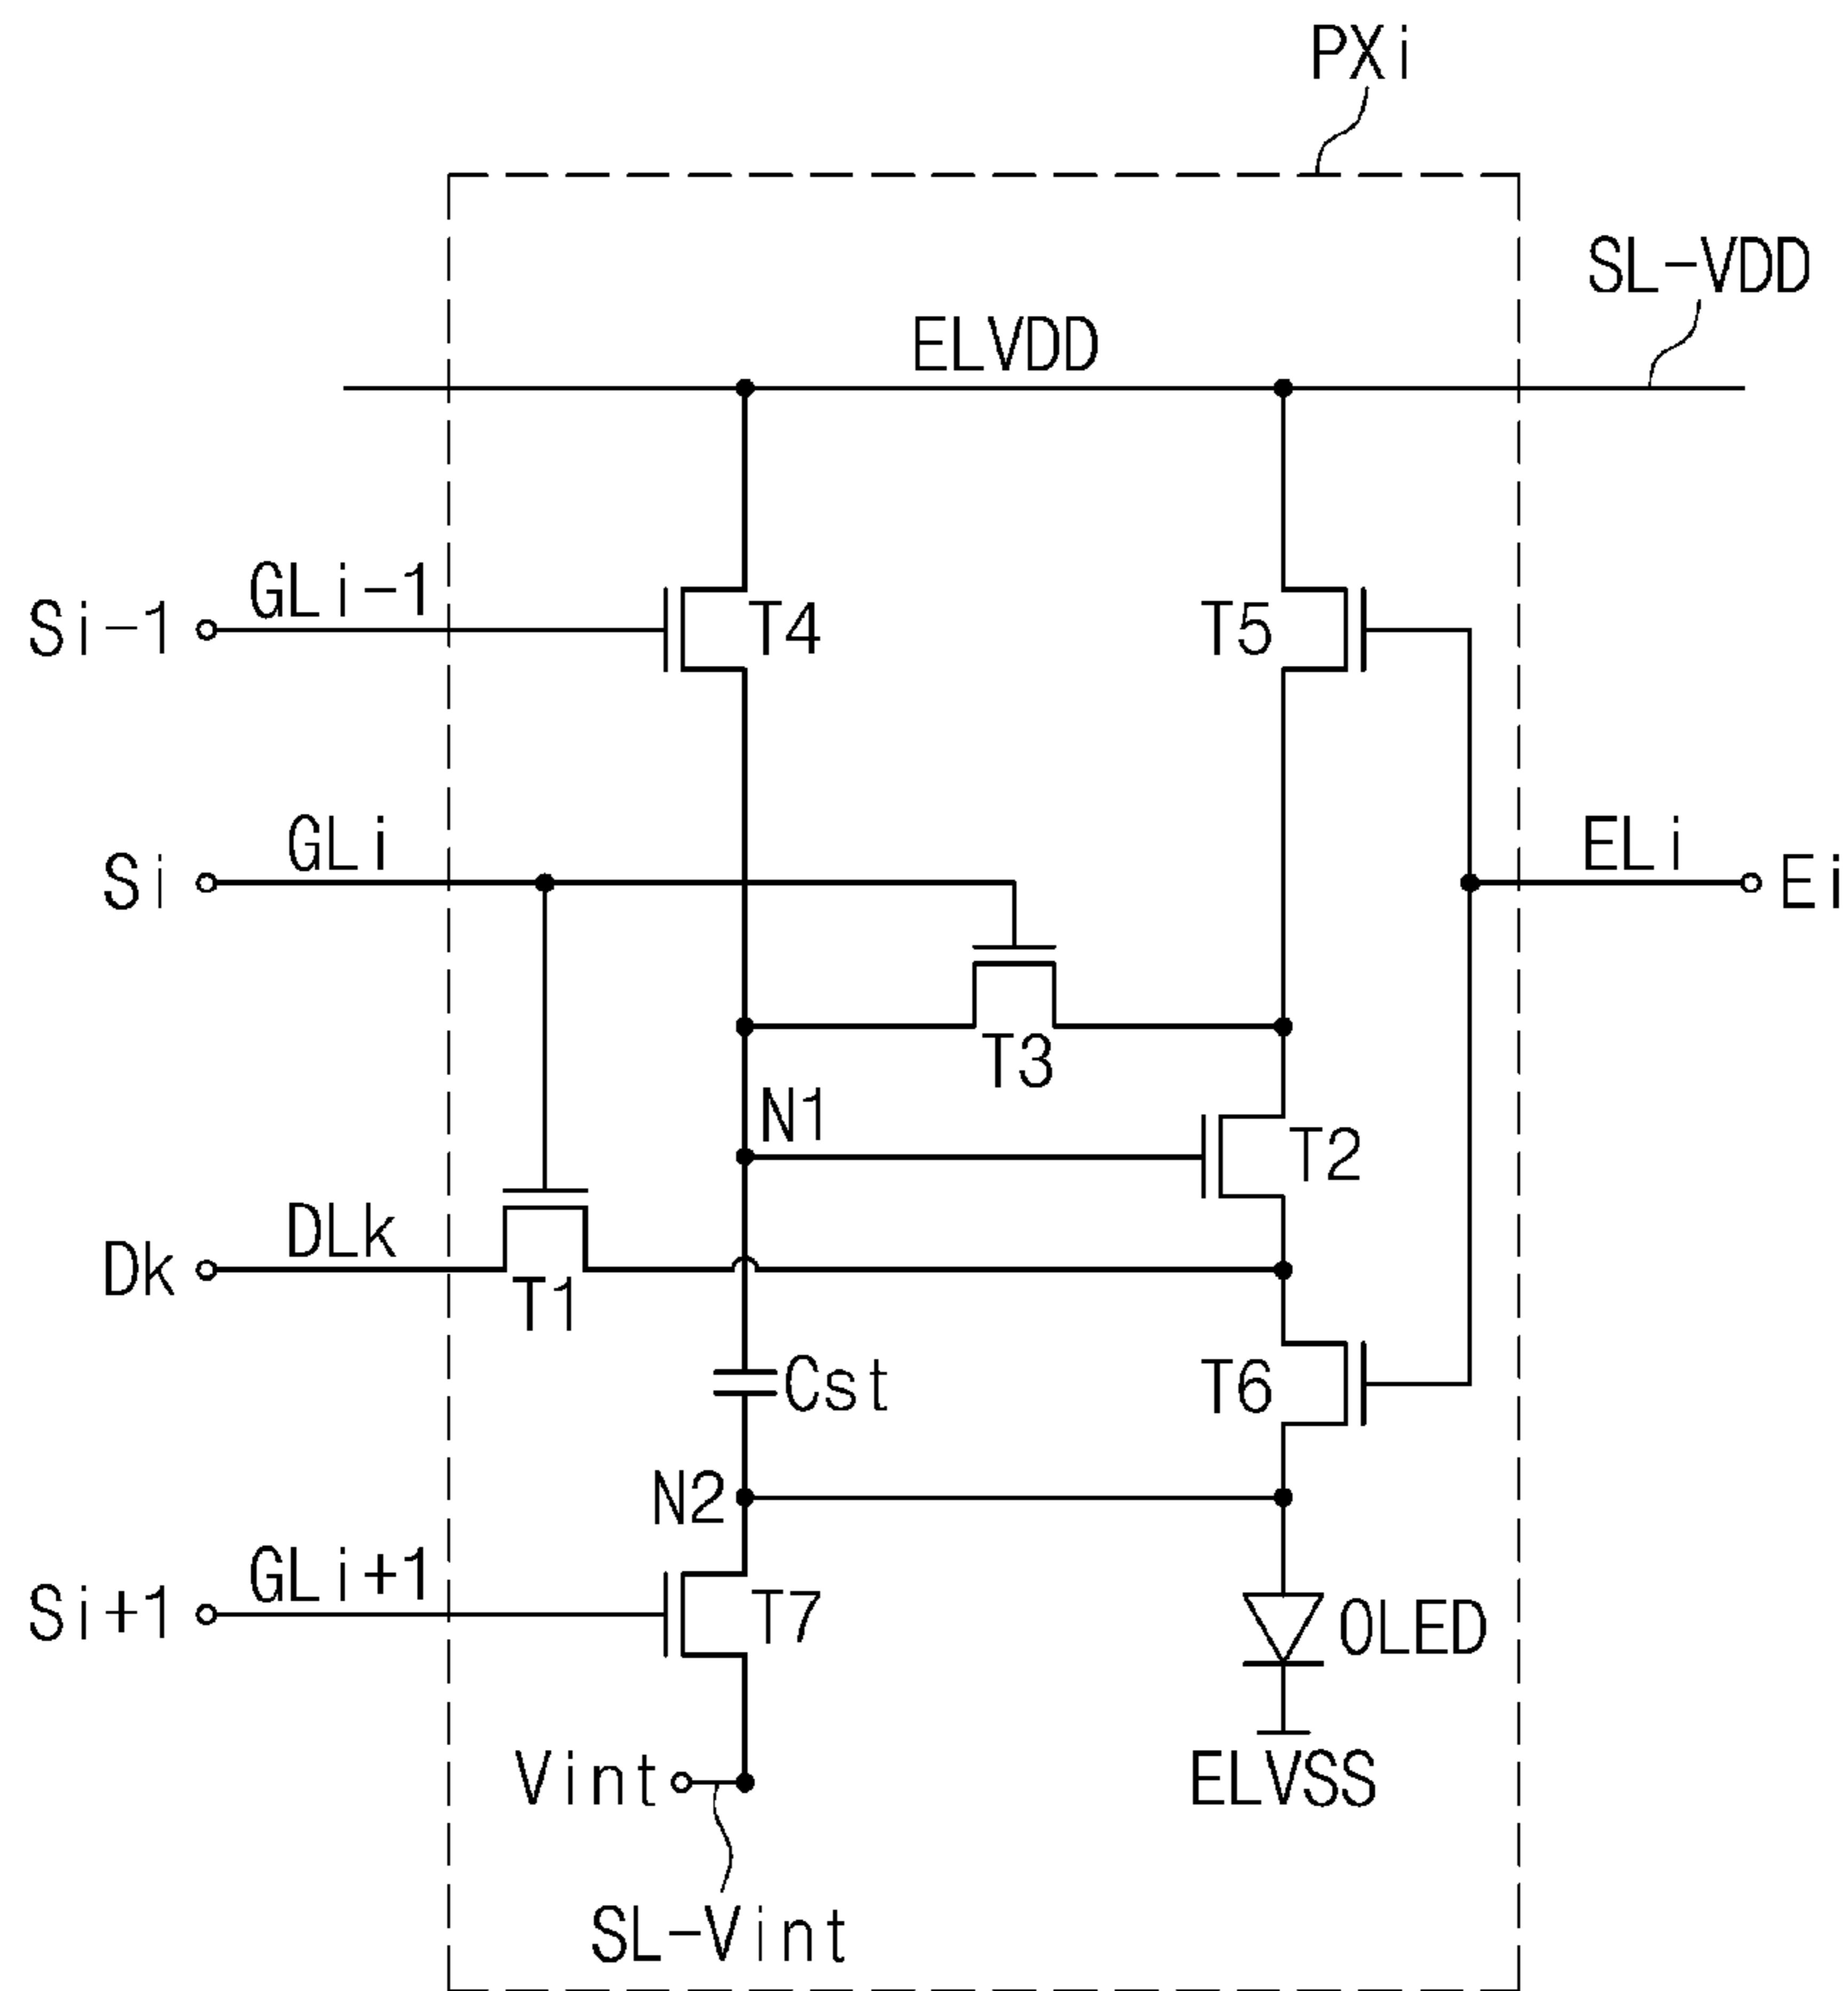 PXi
SL-VDD
ELVDD
GLi-1
Si-1
T4
T5
GLi
Si
ELi
Ei
T3
N1
T2
DLk
Dk
T1
Cst
T6
N2
GLi+1
Si+1
T7
OLED
Vint
ELVSS
SL-Vint